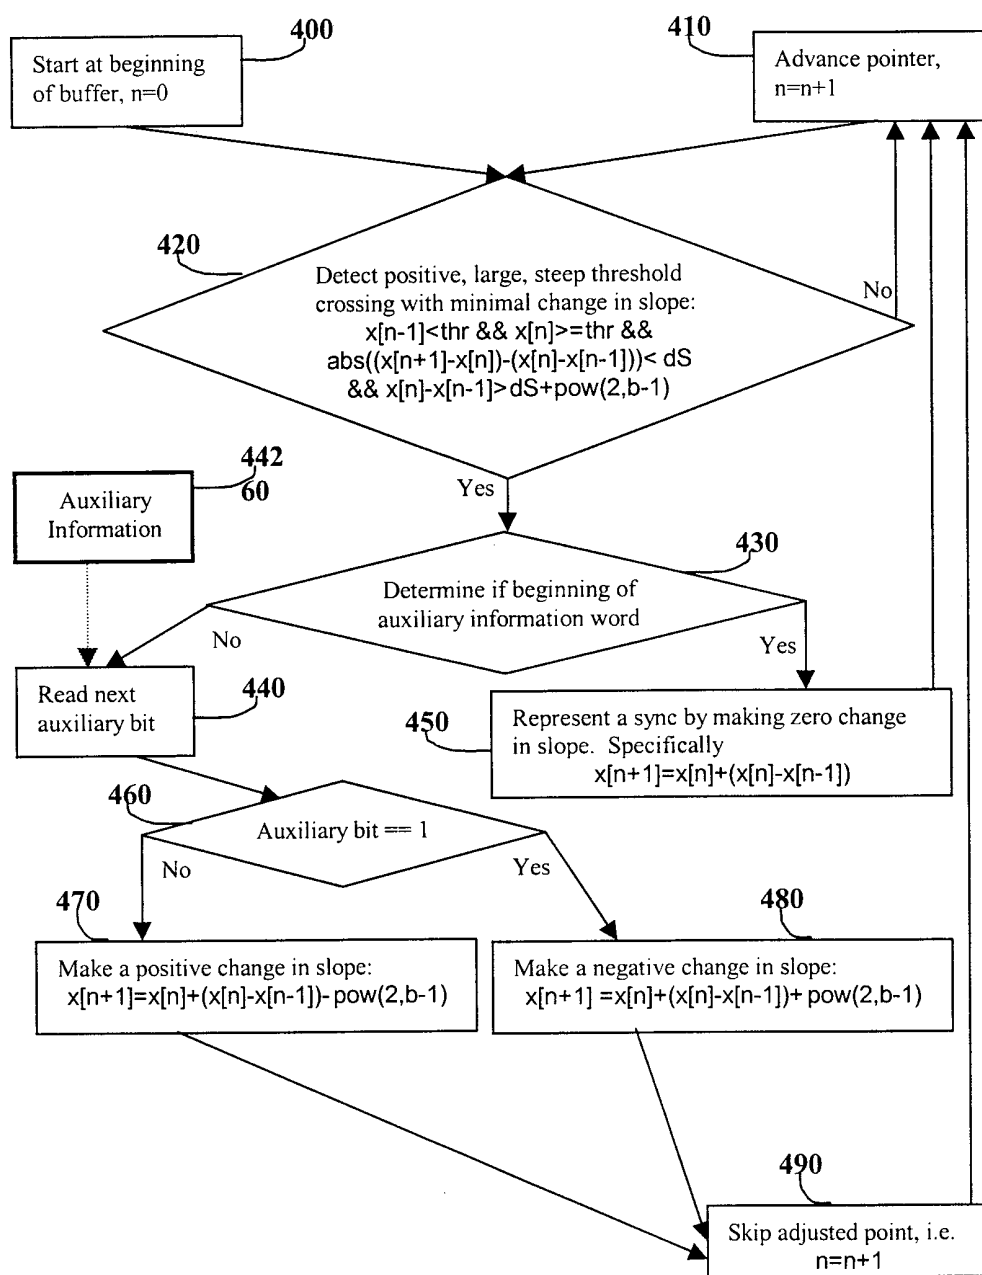 400
Start at beginning
of buffer, n=0
410
Advance pointer,
n=n+1
420
Detect positive, large, steep threshold
crossing with minimal change in slope:
x[n-1]<thr && x[n]>=thr &&
abs((x[n+1]-x[n])-(x[n]-x[n-1]))< dS
&& x[n]-x[n-1]>dS+pow(2,b-1)
No
Yes
442
60
Auxiliary
Information
430
Determine if beginning of
auxiliary information word
No
Yes
440
Read next
auxiliary bit
450
Represent a sync by making zero change
in slope. Specifically
x[n+1]=x[n]+(x[n]-x[n-1])
460
Auxiliary bit == 1
No
Yes
470
Make a positive change in slope:
x[n+1]=x[n]+(x[n]-x[n-1])-pow(2,b-1)
480
Make a negative change in slope:
x[n+1] =x[n]+(x[n]-x[n-1])+pow(2,b-1)
490
Skip adjusted point, i.e.
n=n+1